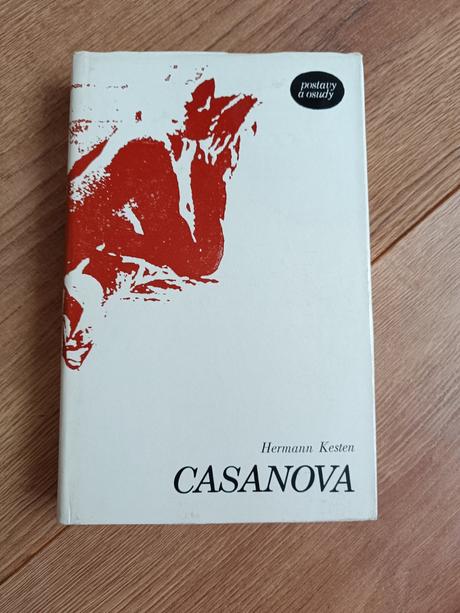 postavy
a osudy
Hermann Kesten
CASANOVA